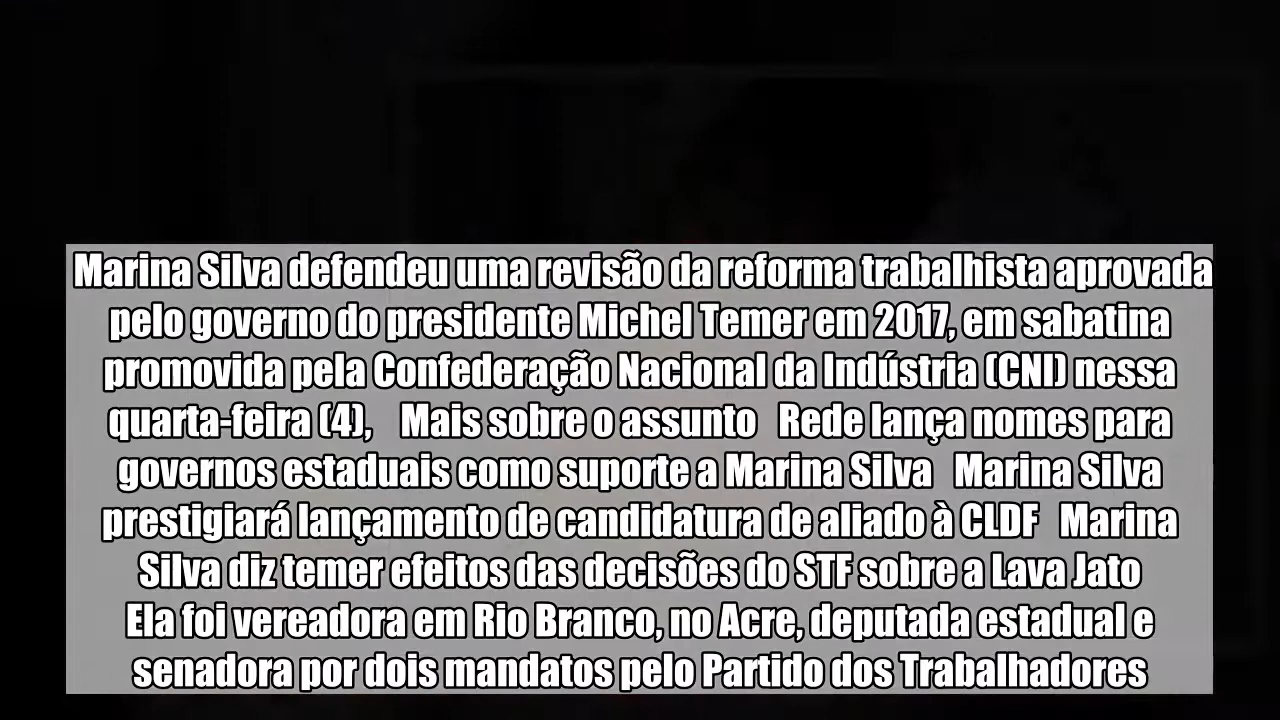 Marina Silva defendeu uma revisão da reforma trabalhista aprovada
pelo governo do presidente Michel Temer em 2017, em sabatina
promovida pela Confederação Nacional da Indústria (CNI) nessa
quarta-feira (4), Mais sobre o assunto Rede lança nomes para
governos estaduais como suporte a Marina Silva Marina Silva
prestigiará lançamento de candidatura de aliado à CLDF Marina
Silva diz temer efeitos das decisões do STF sobre a Lava Jato
Ela foi vereadora em Rio Branco, no Acre, deputada estadual e
senadora por dois mandatos pelo Partido dos Trabalhadores